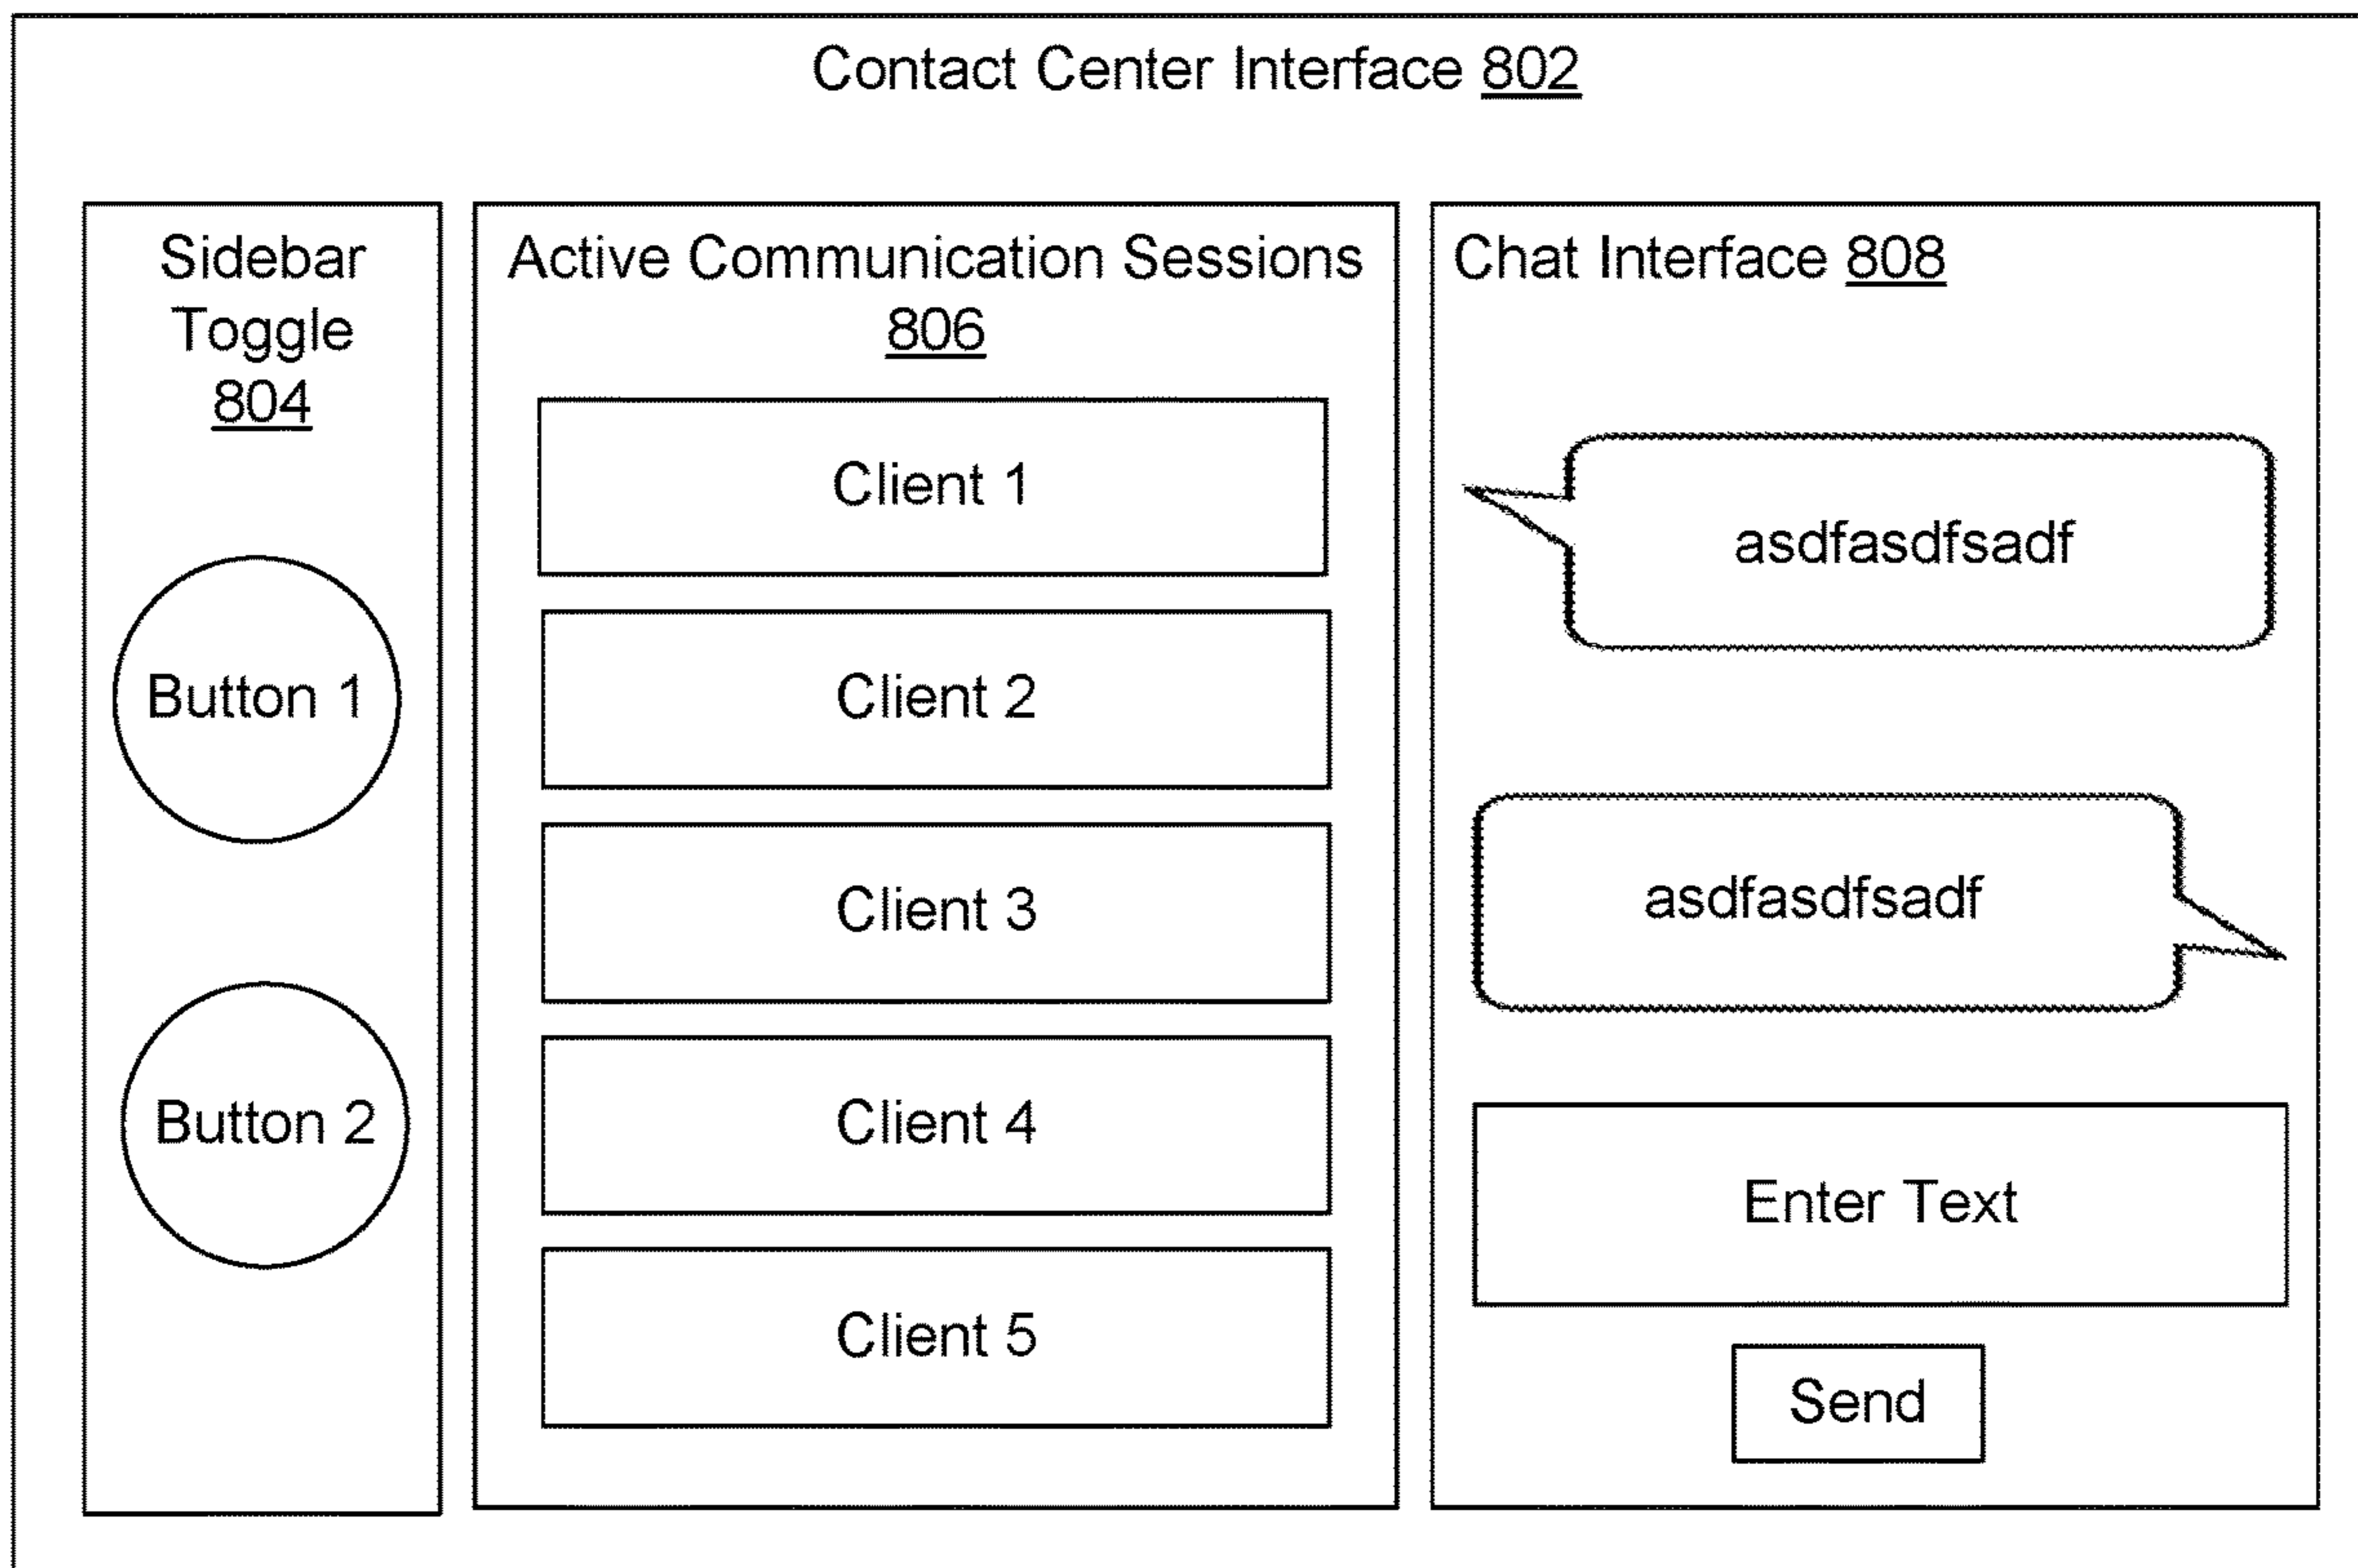 Contact Center Interface 802
Sidebar
Toggle
804
Button 1
Button 2
Active Communication Sessions
806
Client 1
Client 2
Client 3
Client 4
Client 5
Chat Interface 808
asdfasdfsadf
asdfasdfsadf
Enter Text
Send